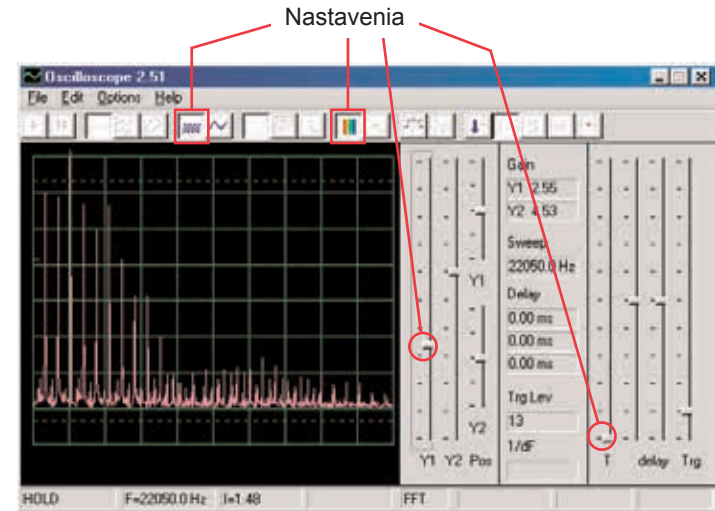 Nastavenia
Oscilloscope 2.51
File Edit Options Help
Gain
Y1 2.55
Y2 4.53
Sweep
22050.0 Hz
Delay
0.00 ms
0.00 ms
0.00 ms
Trg Lev
13
1/dF
Y1
Y2
Y1 Y2 Pos
T delay Trg
HOLD F=22050.0 Hz I=1.48 FFT